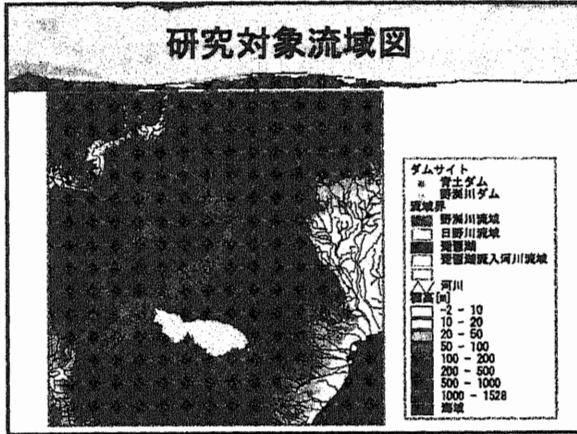 研究対象流域図
ダムサイト
青土ダム
野洲川ダム
流域界
野洲川流域
日野川流域
琵琶湖
琵琶湖流入河川流域
河川
標高[m]
-2 - 10
10 - 20
20 - 50
50 - 100
100 - 200
200 - 500
500 - 1000
1000 - 1528
海域